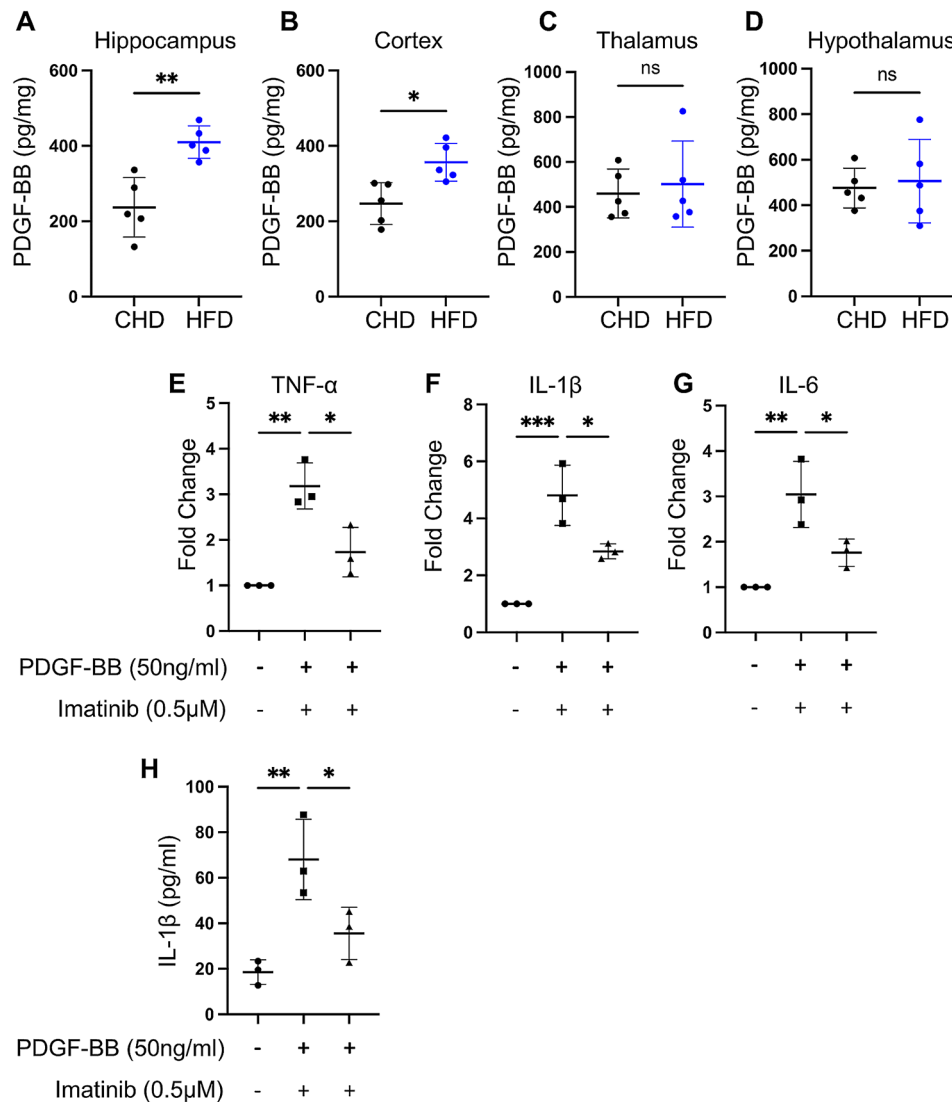 A
Hippocampus
PDGF-BB (pg/mg)
600
400
200
0
**
CHD HFD
B
Cortex
PDGF-BB (pg/mg)
600
400
200
0
*
CHD HFD
C
Thalamus
PDGF-BB (pg/mg)
1000
800
600
400
200
0
ns
CHD HFD
D
Hypothalamus
PDGF-BB (pg/mg)
1000
800
600
400
200
0
ns
CHD HFD
E
TNF-α
Fold Change
5
4
3
2
1
0
** *
F
IL-1β
Fold Change
8
6
4
2
0
*** *
G
IL-6
Fold Change
5
4
3
2
1
0
** *
PDGF-BB (50ng/ml) - + + - + + - + +
Imatinib (0.5µM) - + + - + + - + +
H
IL-1β (pg/ml)
100
80
60
40
20
0
** *
PDGF-BB (50ng/ml) - + +
Imatinib (0.5µM) - + +